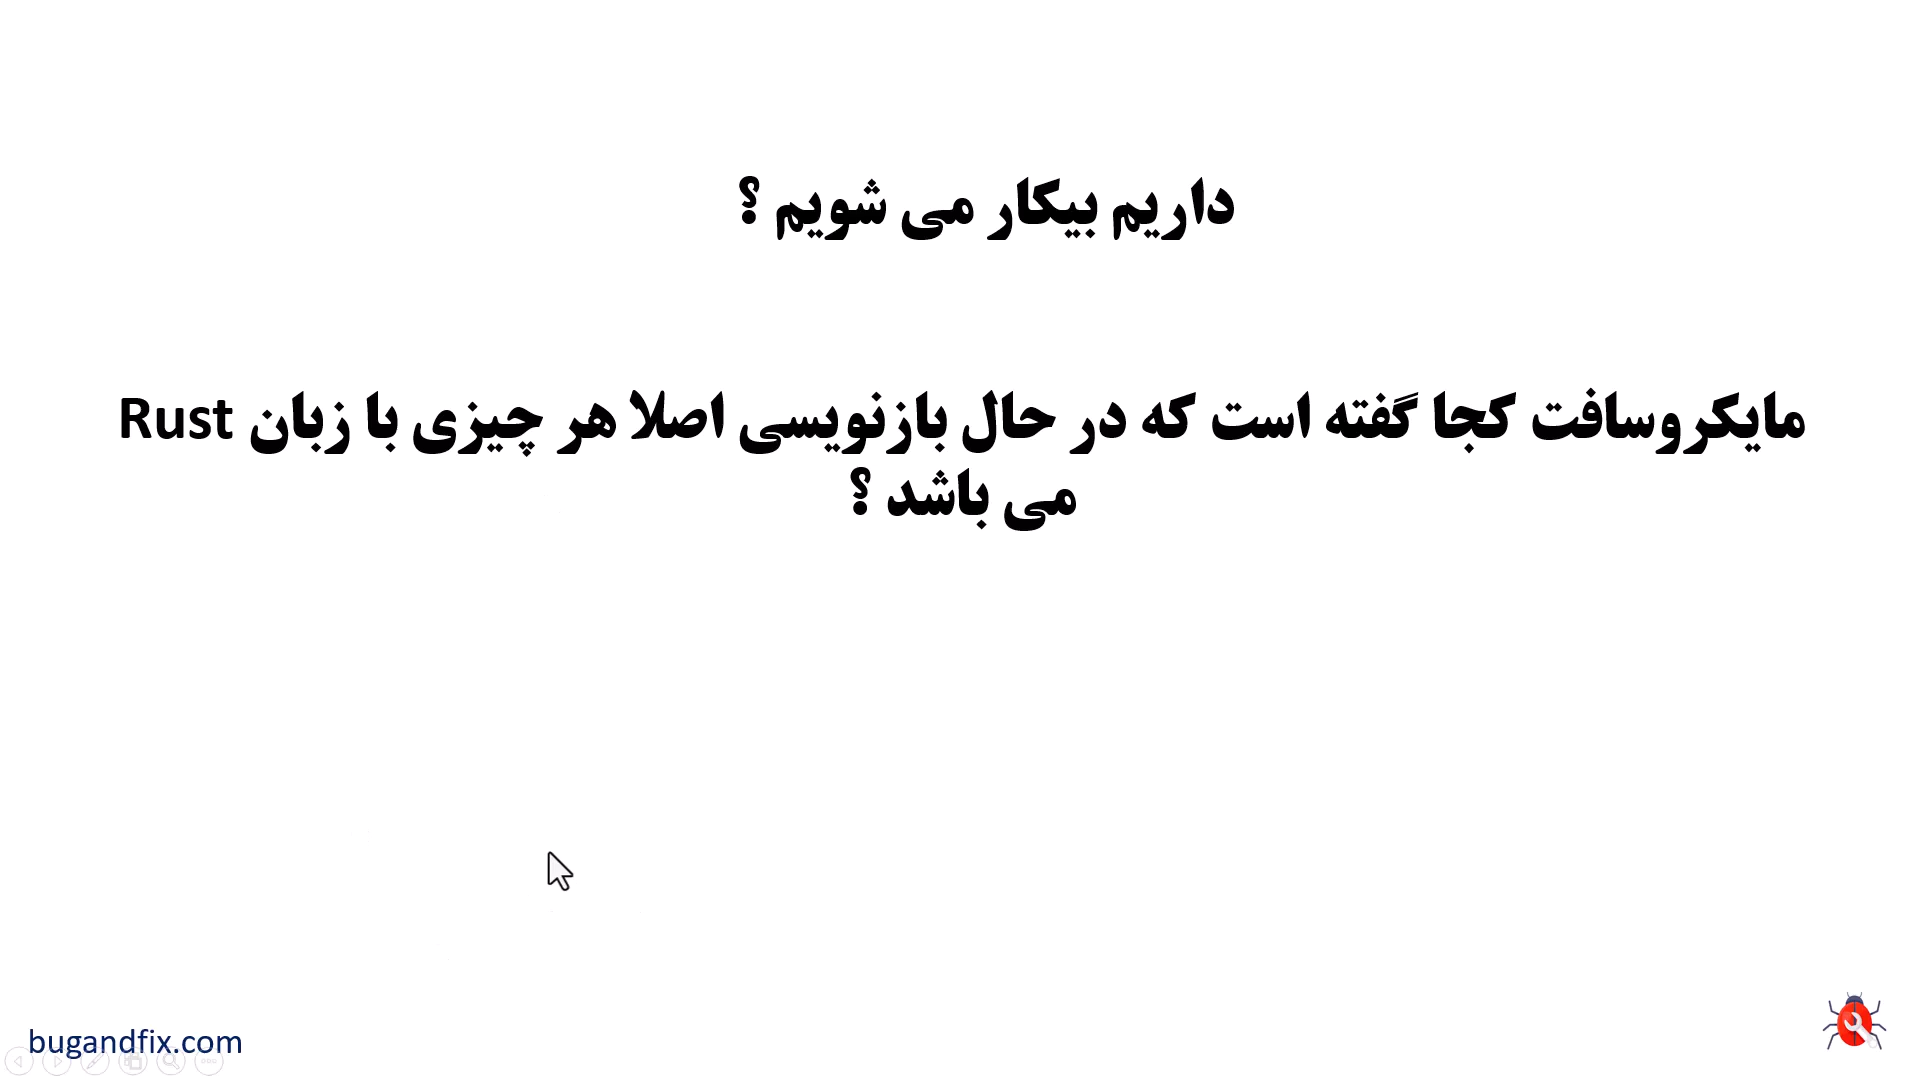 داریم بیکار می شویم ؟
مایکروسافت کجا گفته است که در حال بازنویسی اصلا هر چیزی با زبان Rust
می باشد ؟
bugandfix.com